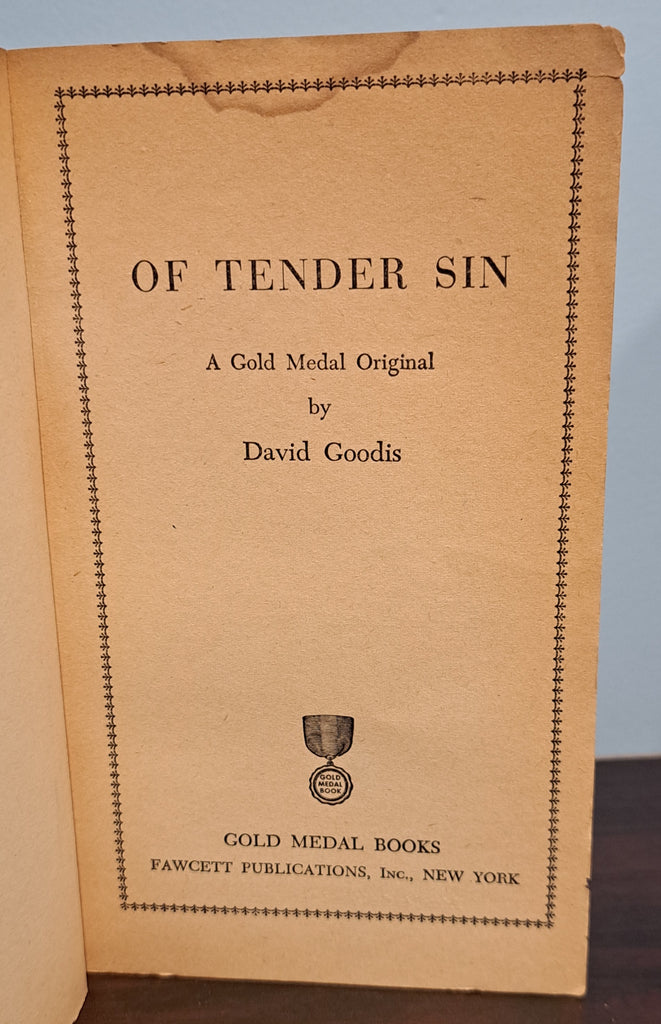 OF TENDER SIN
A Gold Medal Original
by
David Goodis
GOLD
MEDAL
BOOK
GOLD MEDAL BOOKS
FAWCETT PUBLICATIONS, Inc., NEW YORK